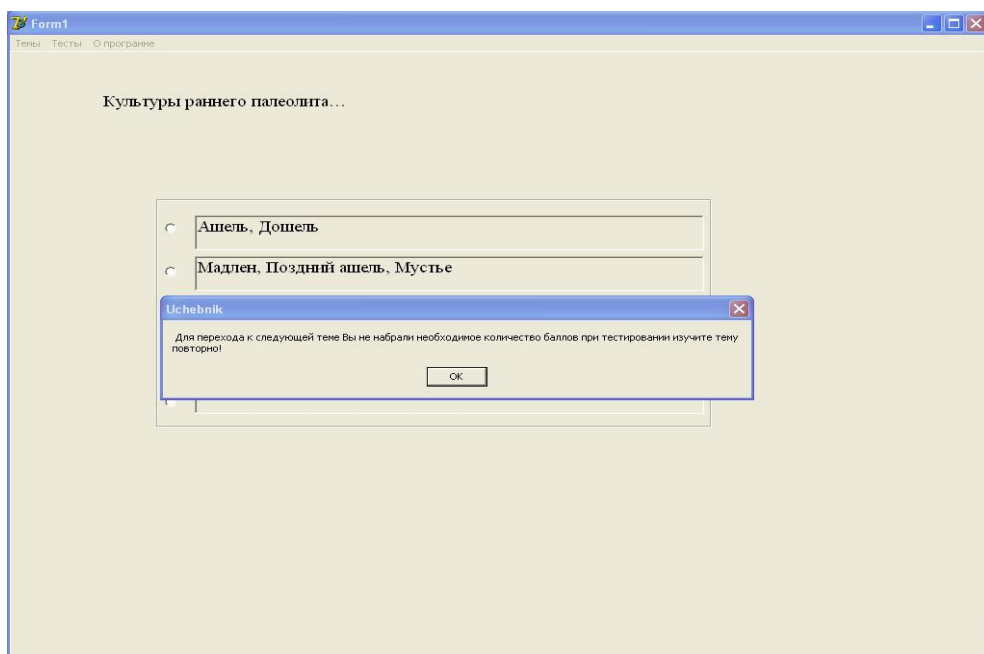 Form1
Темы Тесты О программе
Культуры раннего палеолита…
Ашель, Дошель
Мадлен, Поздний ашель, Мустье
Uchebnik
Для перехода к следующей теме Вы не набрали необходимое количество баллов при тестировании изучите тему
повторно!
OK